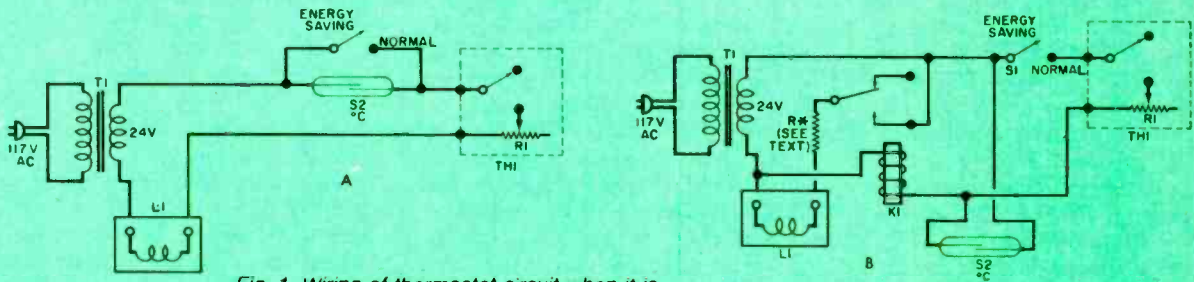 ENERGY
SAVING
NORMAL
T1
117V
AC
24V
S2
°C
R1
TH1
L1
A
ENERGY
SAVING
S1
NORMAL
T1
117V
AC
24V
R*
(SEE
TEXT)
K1
L1
B
S2
°C
R1
TH1
Fig. 1. Wiring of thermostat circuit when it is